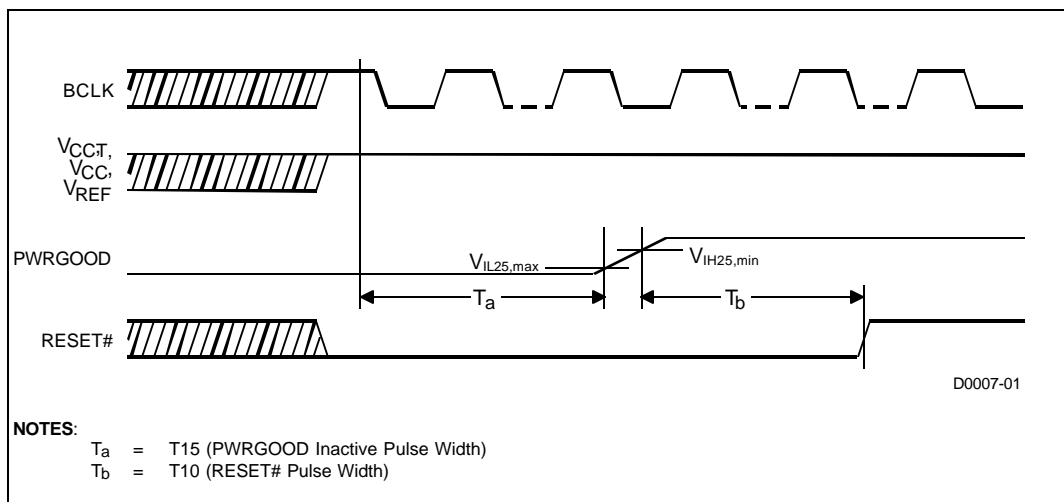 BCLK
VCCT,
VCC,
VREF
PWRGOOD
VIL25,max
VIH25,min
Ta
Tb
RESET#
D0007-01
NOTES:
Ta = T15 (PWRGOOD Inactive Pulse Width)
Tb = T10 (RESET# Pulse Width)